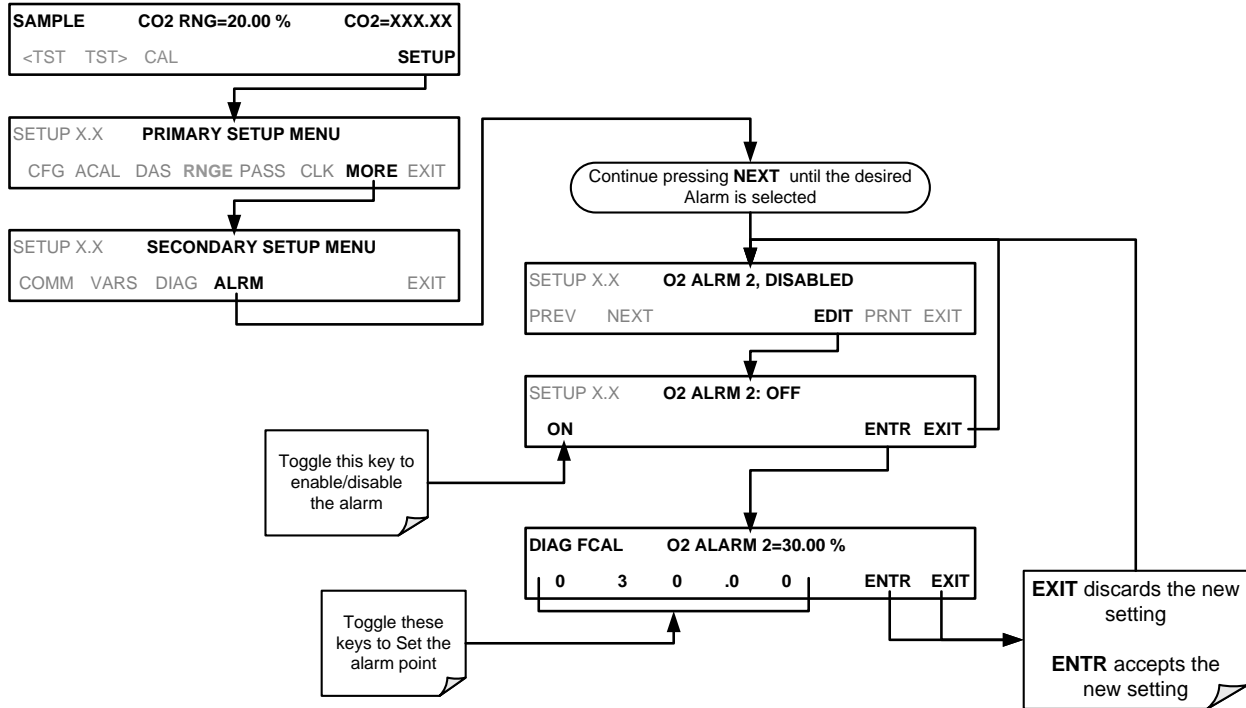 SAMPLE CO2 RNG=20.00 % CO2=XXX.XX
<TST TST> CAL SETUP
SETUP X.X PRIMARY SETUP MENU
CFG ACAL DAS RNGE PASS CLK MORE EXIT
SETUP X.X SECONDARY SETUP MENU
COMM VARS DIAG ALRM EXIT
Continue pressing NEXT until the desired
Alarm is selected
SETUP X.X O2 ALRM 2, DISABLED
PREV NEXT EDIT PRNT EXIT
SETUP X.X O2 ALRM 2: OFF
ON ENTR EXIT
Toggle this key to
enable/disable
the alarm
DIAG FCAL O2 ALARM 2=30.00 %
0 3 0 .0 0 ENTR EXIT
Toggle these
keys to Set the
alarm point
EXIT discards the new
setting
ENTR accepts the
new setting